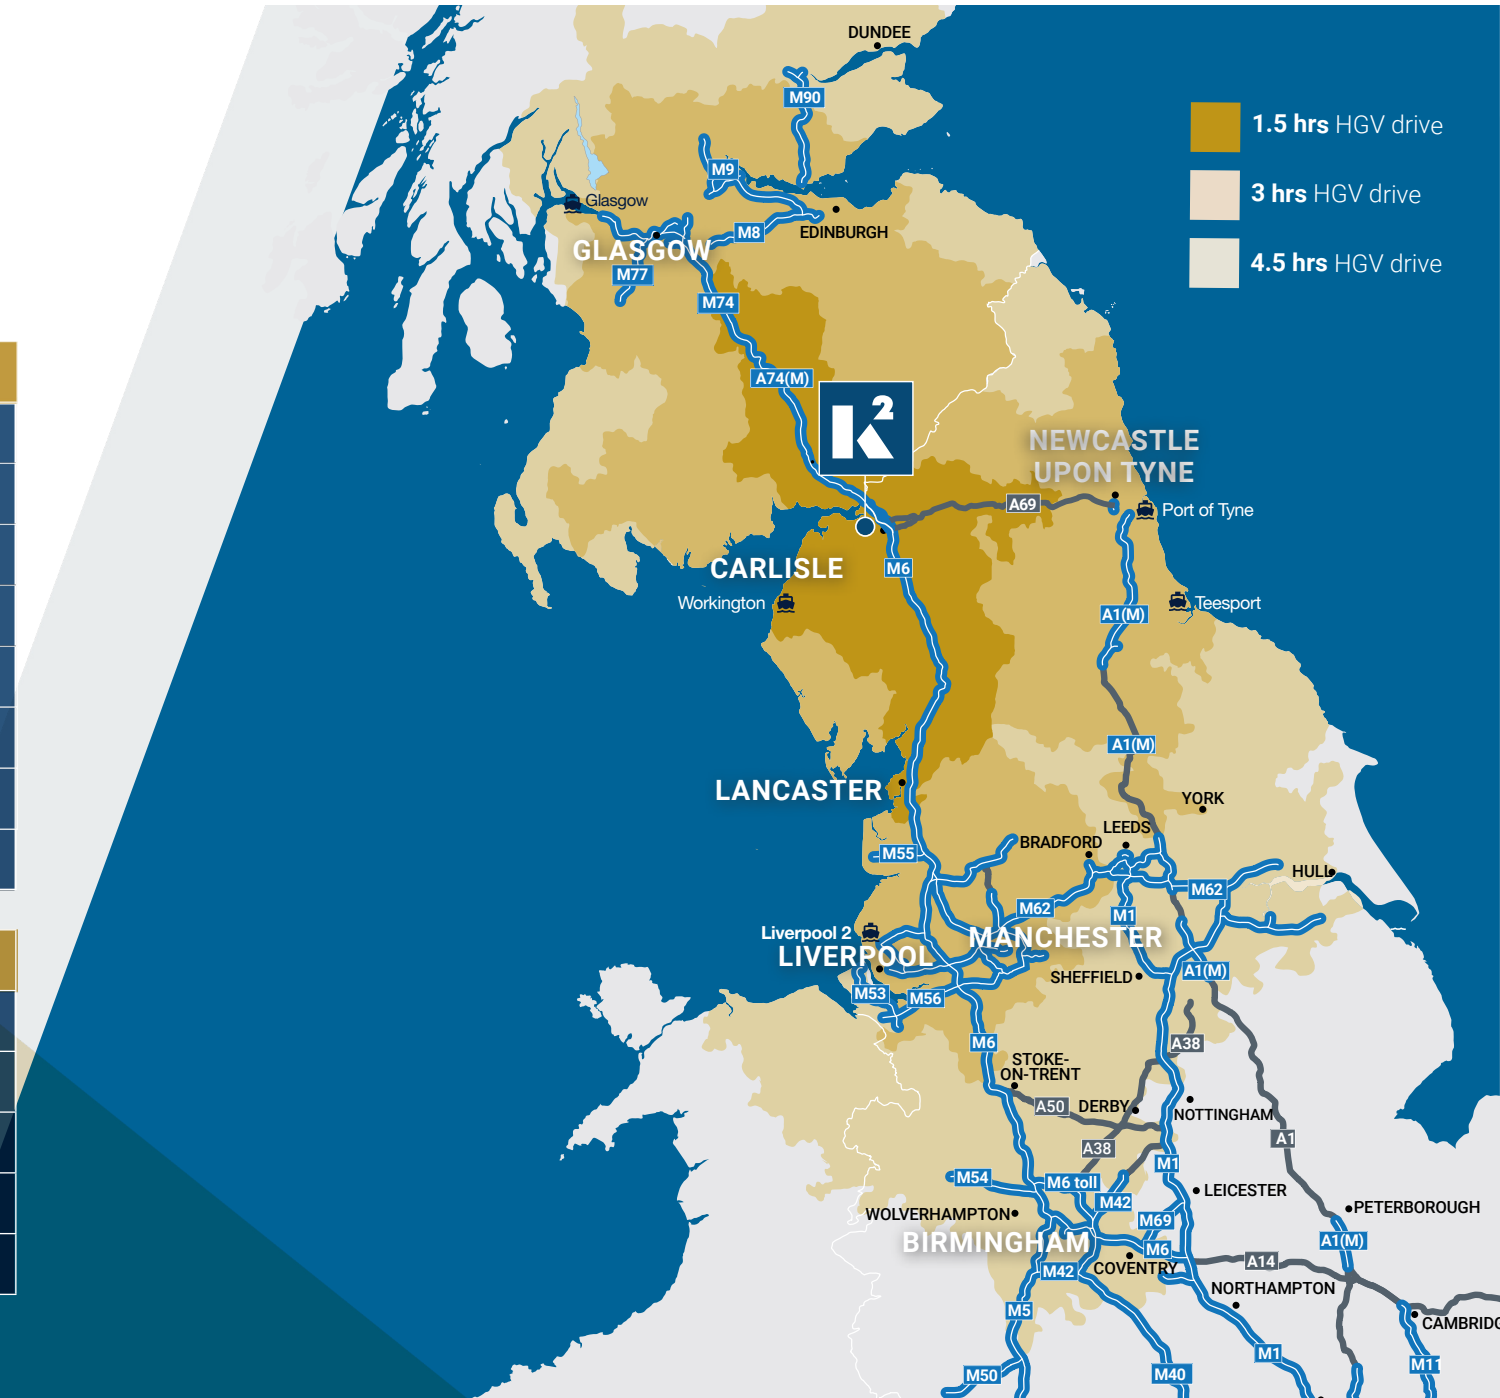 DUNDEE
M90
1.5 hrs HGV drive
M9
3 hrs HGV drive
Glasgow
M8
EDINBURGH
GLASGOW
4.5 hrs HGV drive
M77
M74
A74(M)
K2
NEWCASTLE
UPON TYNE
A69
Port of Tyne
CARLISLE
M6
Workington
Teesport
A1(M)
A1(M)
LANCASTER
YORK
LEEDS
BRADFORD
M55
HULL
M62
M62
M1
Liverpool 2
MANCHESTER
LIVERPOOL
A1(M)
SHEFFIELD
M53
M56
M6
A38
STOKE-
ON-TRENT
A50
DERBY
NOTTINGHAM
A1
A38
M1
M54
M6 toll
LEICESTER
M42
PETERBOROUGH
WOLVERHAMPTON
M69
BIRMINGHAM
M6
A1(M)
A14
COVENTRY
M42
NORTHAMPTON
M5
CAMBRIDG
M1
M11
M50
M40